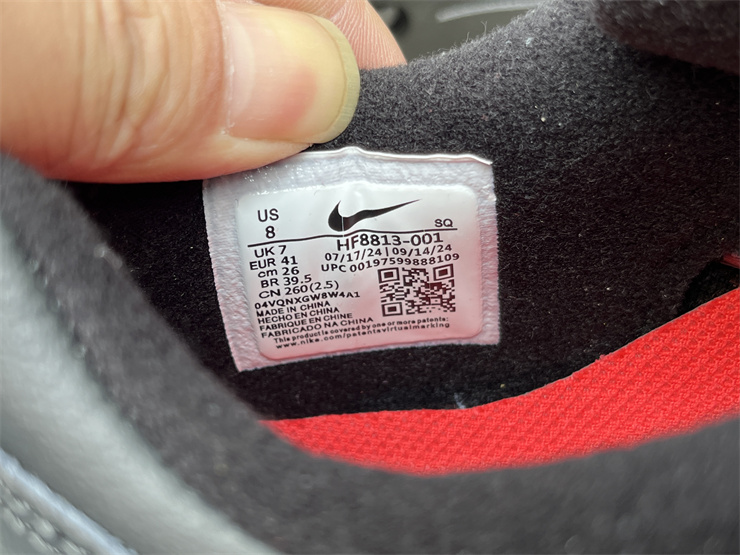 US
8
SQ
UK 7
HF8813-001
EUR 41
07/17/24 | 09/14/24
cm 26
UPC 00197599888109
BR 39.5
CN 260(2.5)
04VQNXGW8W4A1
MADE IN CHINA
HECHO EN CHINA
FABRIQUE EN CHINE
FABRICADO NA CHINA
This product is covered by one or more patents:
www.nike.com/patentsvirtualmarking